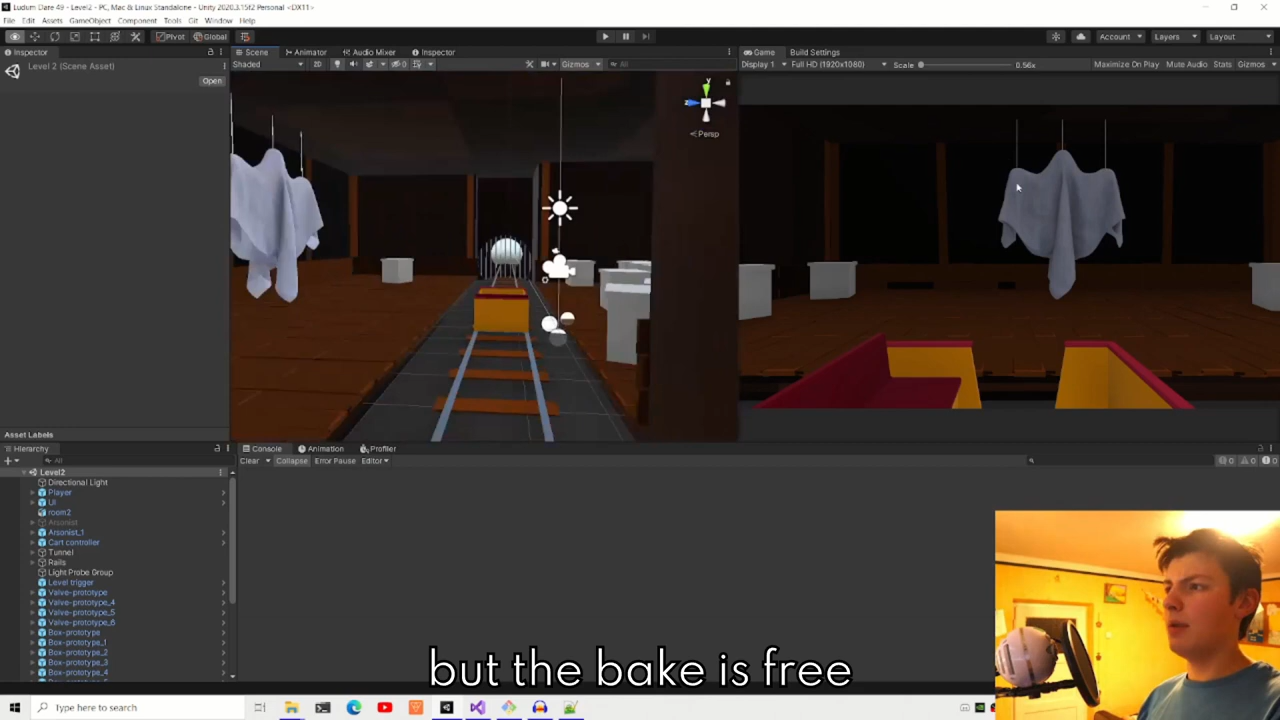 Ludum Dare 49 - Level2 - PC, Mac & Linux Standalone - Unity 2020.3.15f2 Personal <DX11>
File Edit Assets GameObject Component Tools Git Window Help
Pivot Global Account Layers Layout
Inspector
Level 2 (Scene Asset)
Open
Asset Labels
Scene Animator Audio Mixer Inspector
Shaded 2D Gizmos All
Persp
Game Build Settings
Display 1 Full HD (1920x1080) Scale 0.56x Maximize On Play Mute Audio Stats Gizmos
Hierarchy
All
Level2
Directional Light
Player
UI
room2
Arsonist
Arsonist_1
Cart controller
Tunnel
Rails
Light Probe Group
Level trigger
Valve-prototype
Valve-prototype_4
Valve-prototype_5
Valve-prototype_6
Box-prototype
Box-prototype_1
Box-prototype_2
Box-prototype_3
Box-prototype_4
Console Animation Profiler
Clear Collapse Error Pause Editor
but the bake is free
Type here to search